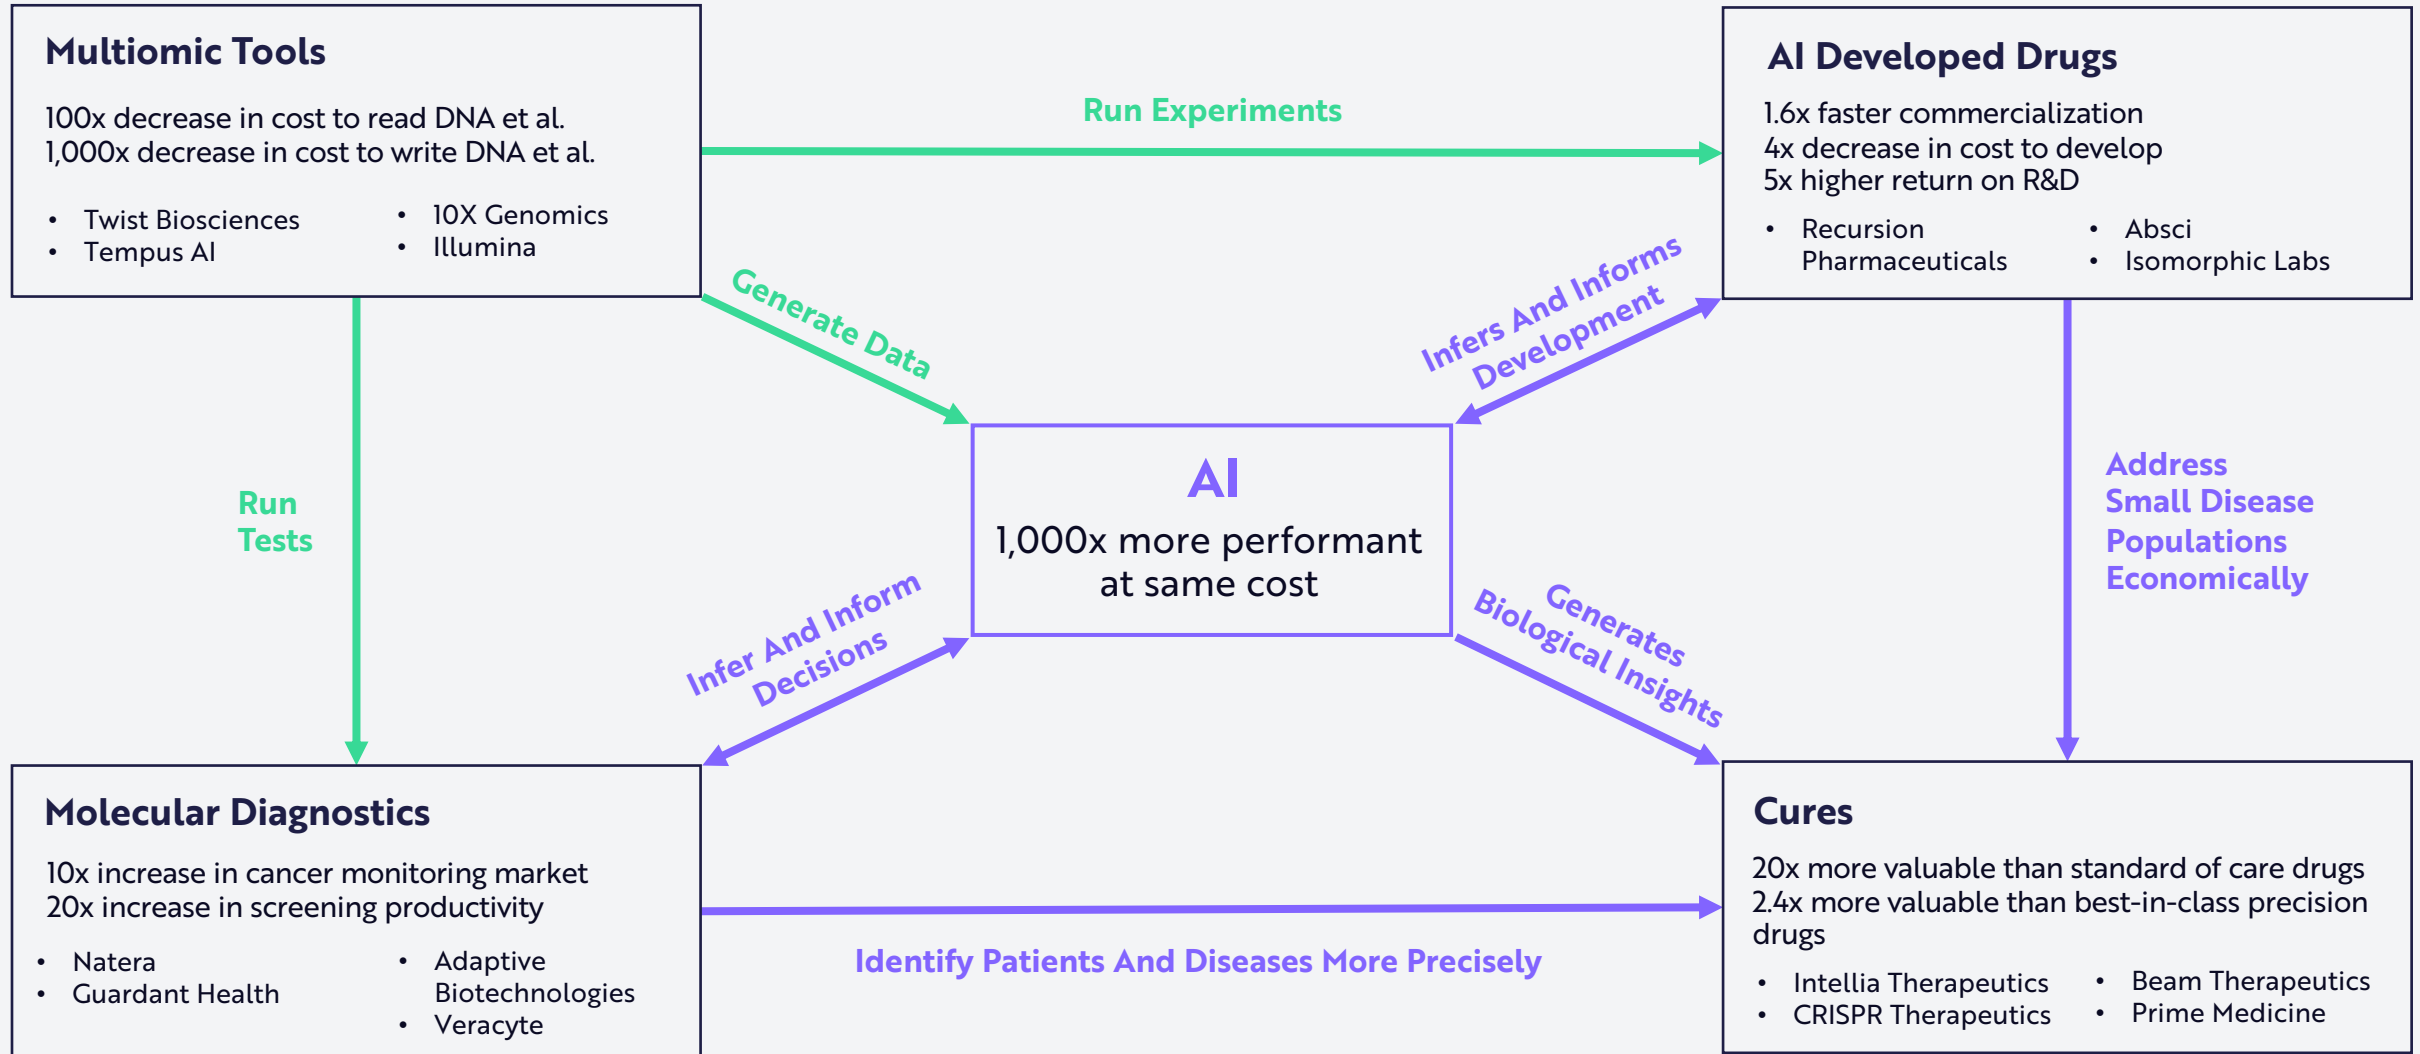 Multiomic Tools
100x decrease in cost to read DNA et al.
1,000x decrease in cost to write DNA et al.
• Twist Biosciences
• Tempus AI
• 10X Genomics
• Illumina
Run Experiments
AI Developed Drugs
1.6x faster commercialization
4x decrease in cost to develop
5x higher return on R&D
• Recursion
Pharmaceuticals
• Absci
• Isomorphic Labs
Generate Data
Infers And Informs
Development
Run
Tests
AI
1,000x more performant
at same cost
Address
Small Disease
Populations
Economically
Infer And Inform
Decisions
Generates
Biological Insights
Molecular Diagnostics
10x increase in cancer monitoring market
20x increase in screening productivity
• Natera
• Guardant Health
• Adaptive
Biotechnologies
• Veracyte
Identify Patients And Diseases More Precisely
Cures
20x more valuable than standard of care drugs
2.4x more valuable than best-in-class precision
drugs
• Intellia Therapeutics
• CRISPR Therapeutics
• Beam Therapeutics
• Prime Medicine